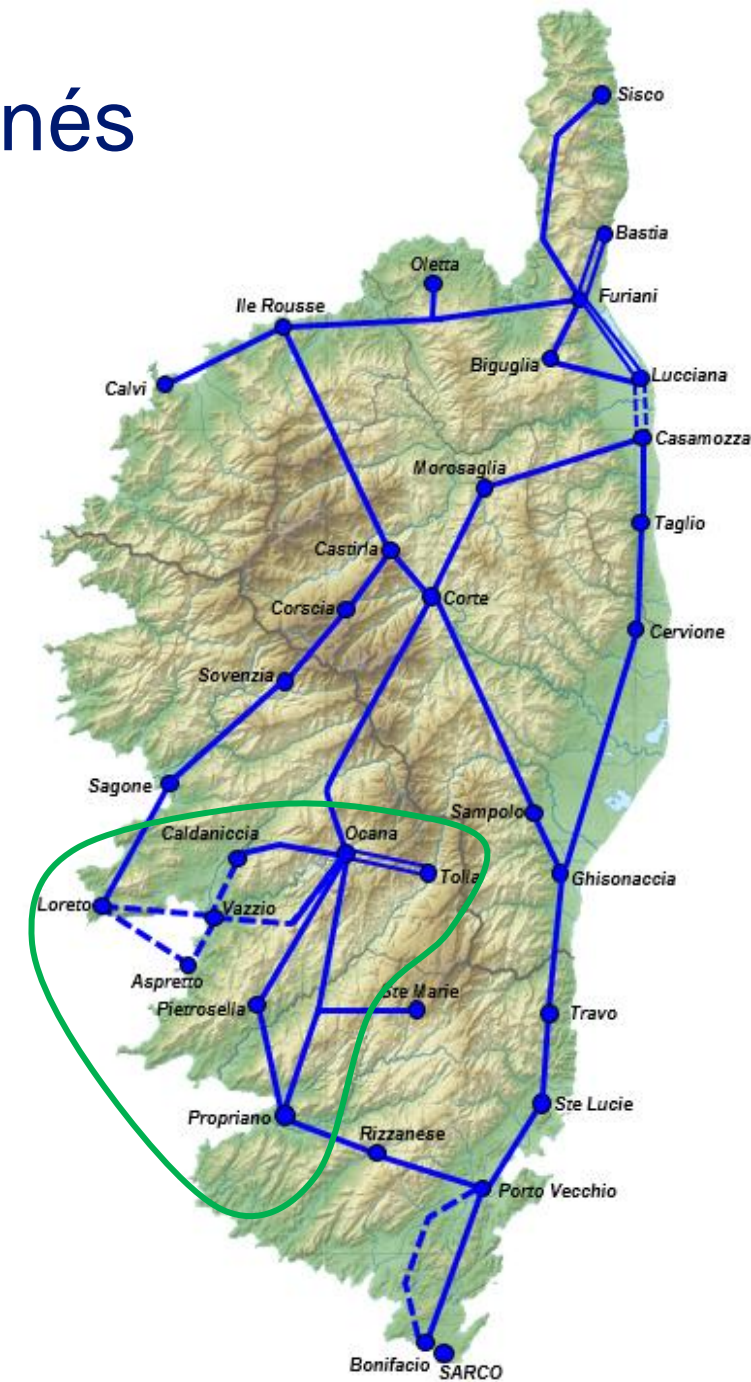 nés
Sisco
Bastia
Oletta
Furiani
Ile Rousse
Biguglia
Lucciana
Calvi
Casamozza
Morosaglia
Taglio
Castirla
Corte
Corscia
Cervione
Sovenzia
Sagone
Sampolo
Caldaniccia
Ocana
Tolla
Ghisonaccia
Loreto
Vazzio
Aspretto
Ste Marie
Pietrosella
Travo
Ste Lucie
Propriano
Rizzanese
Porto Vecchio
Bonifacio
SARCO